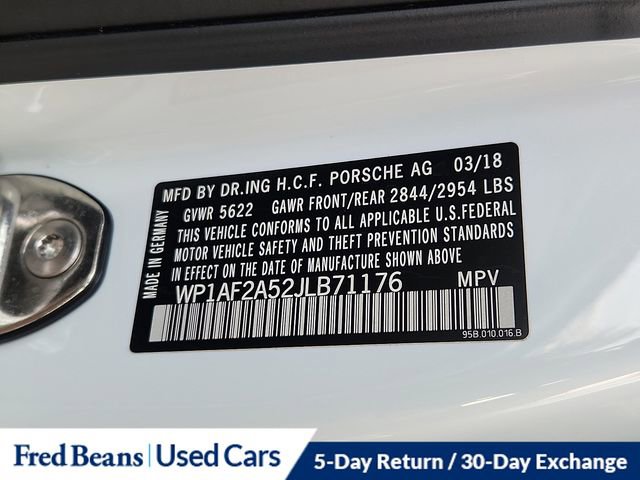 MFD BY DR.ING H.C.F. PORSCHE AG 03/18
GVWR 5622 GAWR FRONT/REAR 2844/2954 LBS
THIS VEHICLE CONFORMS TO ALL APPLICABLE U.S.FEDERAL
MOTOR VEHICLE SAFETY AND THEFT PREVENTION STANDARDS
IN EFFECT ON THE DATE OF MANUFACTURE SHOWN ABOVE
WP1AF2A52JLB71176 MPV
95B.010.016.B
MADE IN GERMANY
Fred Beans Used Cars
5-Day Return / 30-Day Exchange